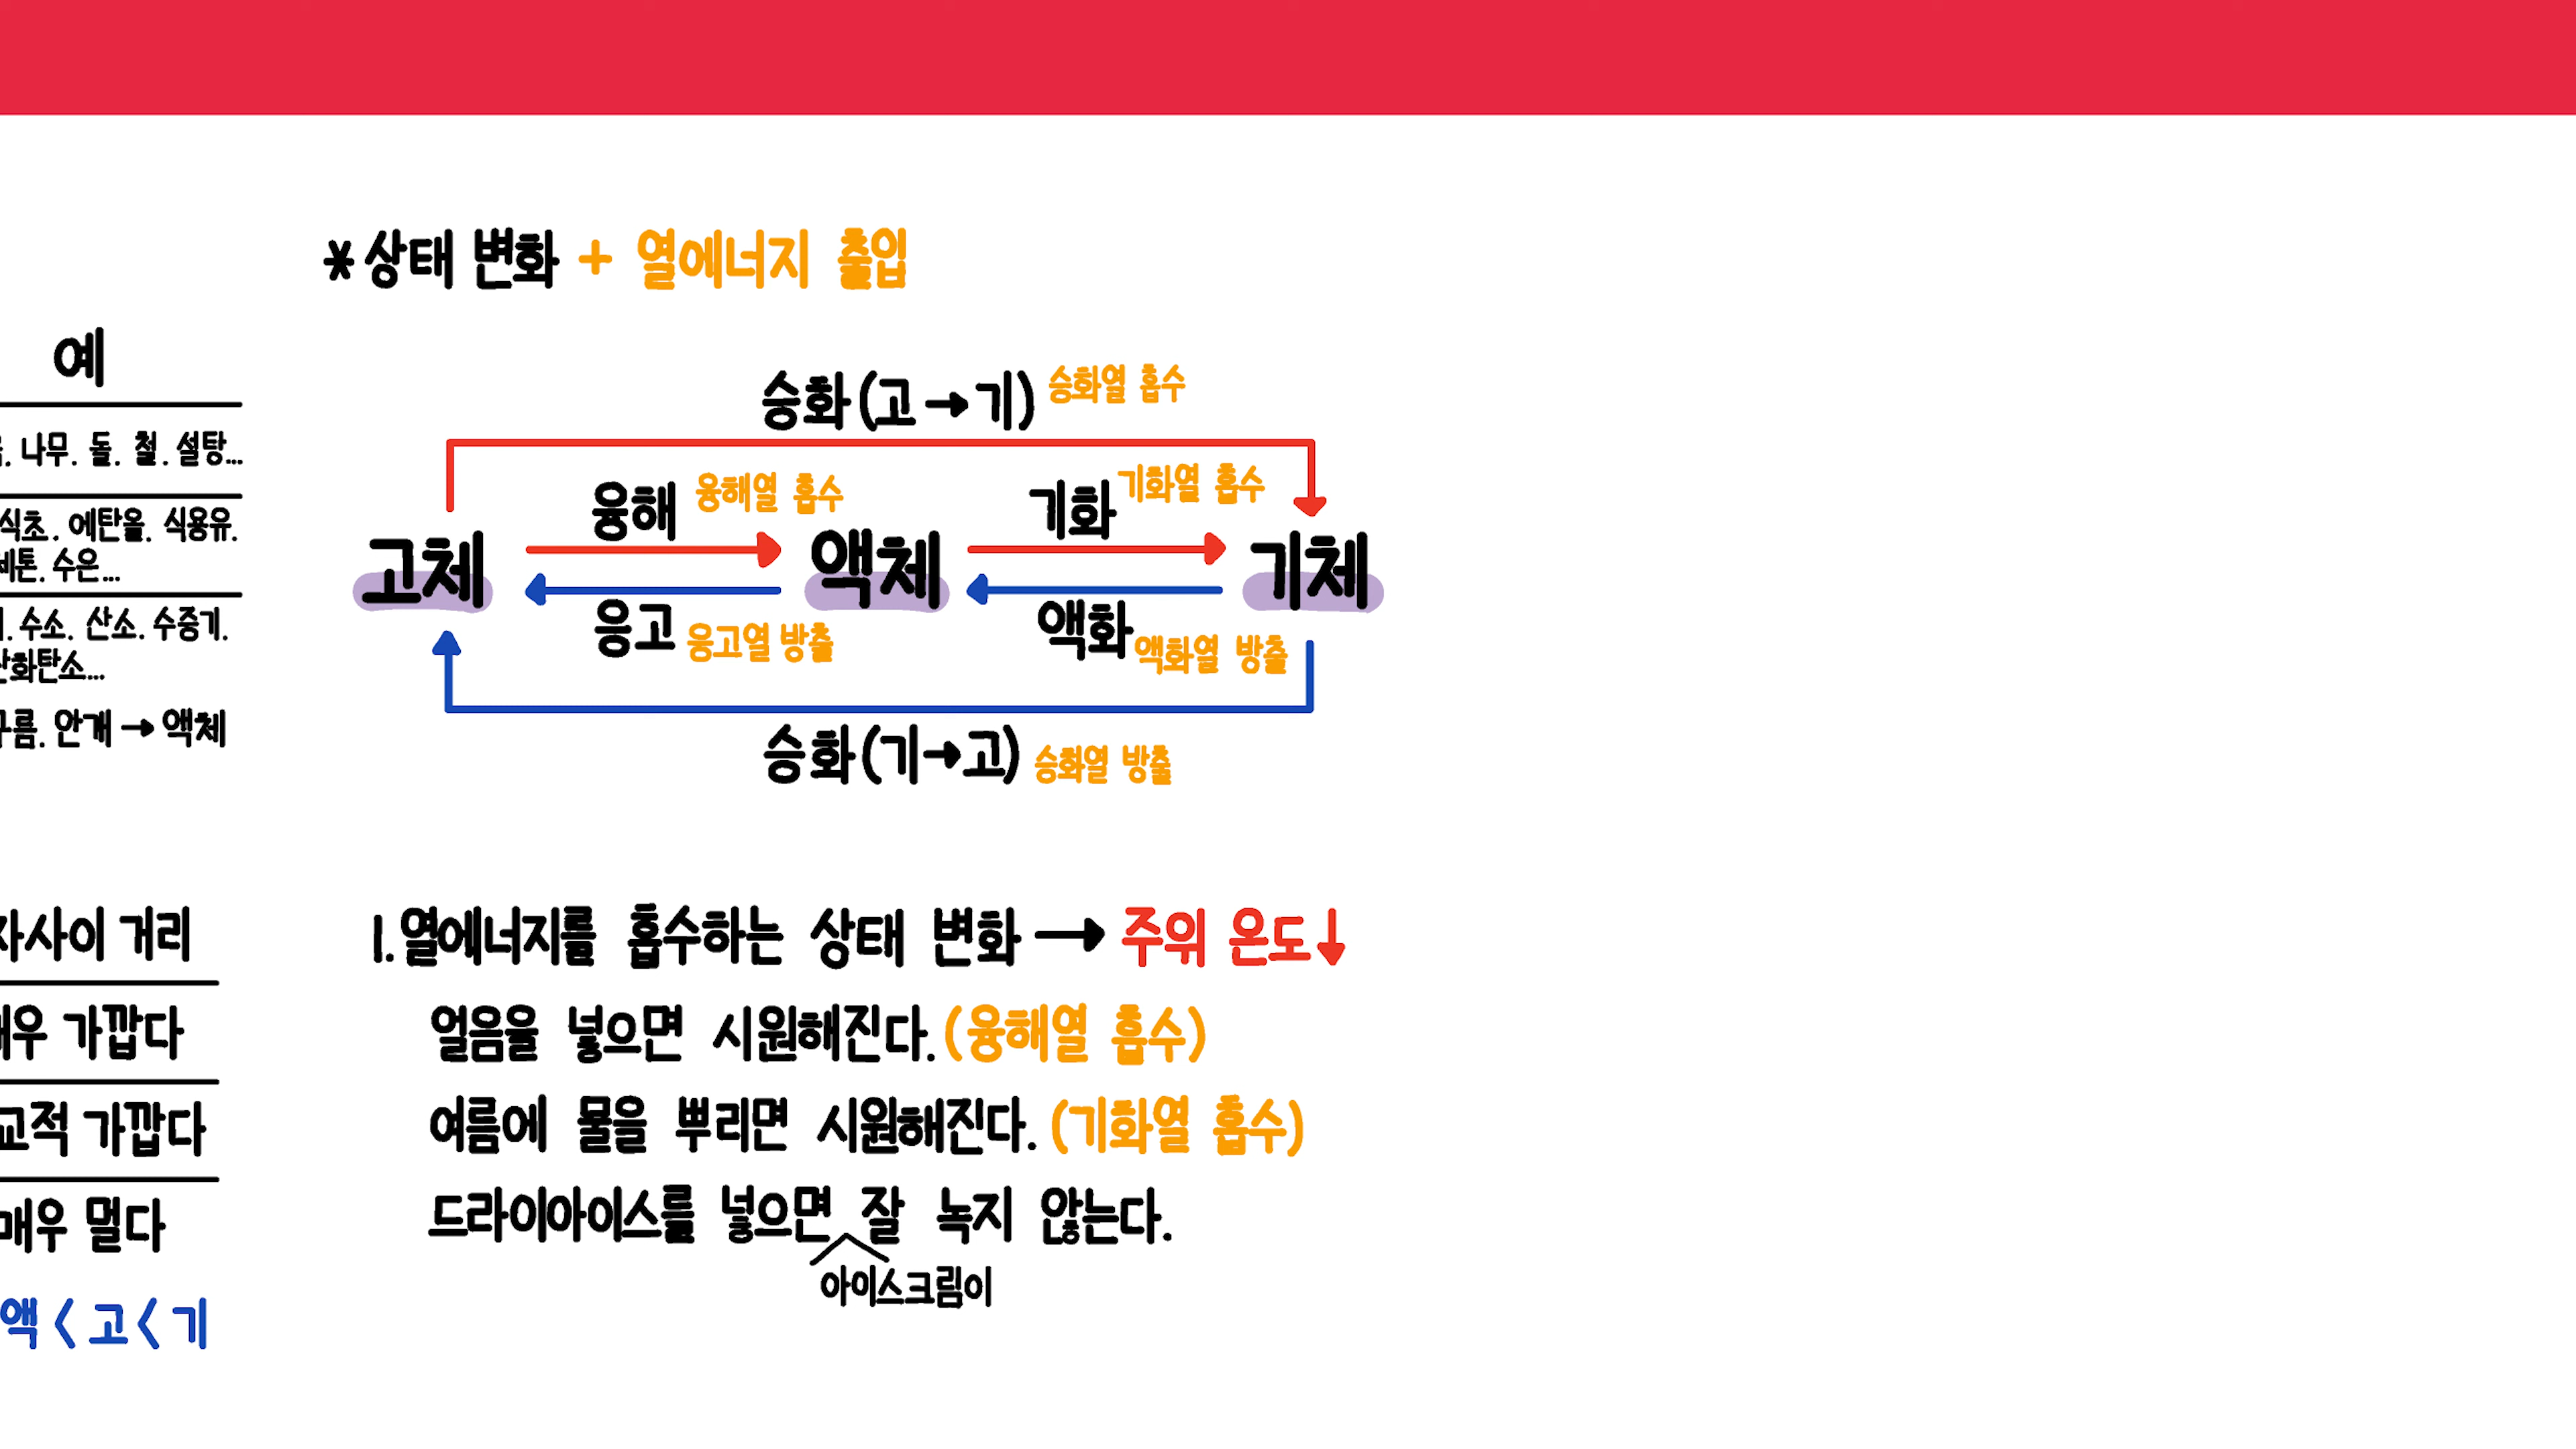 *상태 변화 + 열에너지 출입
예
나무. 돌. 철. 설탕...
식초. 에탄올. 식용유.
수은...
수소. 산소. 수증기.
안개 → 액체
승화(고→기) 승화열 흡수
융해 융해열 흡수
기화 기화열 흡수
고체
액체
기체
응고 응고열 방출
액화 액화열 방출
승화(기→고) 승화열 방출
거리
가깝다
가깝다
매우 멀다
액<고<기
1. 열에너지를 흡수하는 상태 변화 → 주위 온도↓
얼음을 넣으면 시원해진다. (융해열 흡수)
여름에 물을 뿌리면 시원해진다. (기화열 흡수)
드라이아이스를 넣으면 잘 녹지 않는다.
아이스크림이